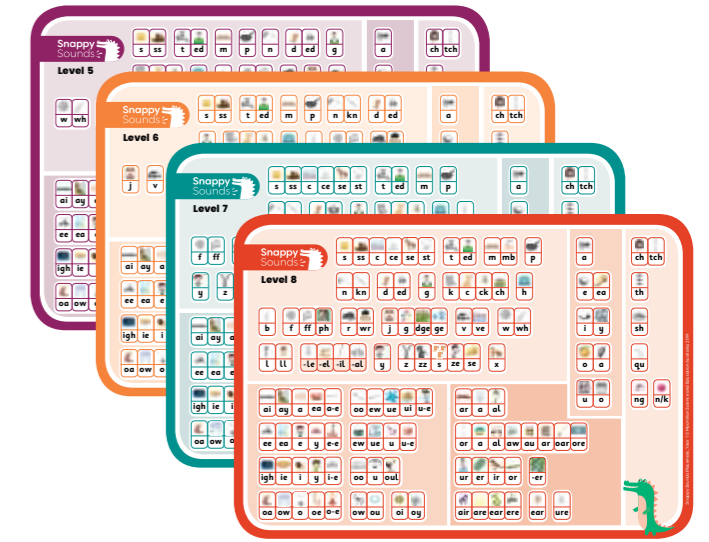 Snappy Sounds
Level 5
s ss t ed m p n d ed g a ch tch
w wh
ai ay
ee ea
igh ie
oa ow
Snappy Sounds
Level 6
s ss t ed m p n kn d ed a ch tch
j v
ai ay a
ee ea e
igh ie i
oa ow o
Snappy Sounds
Level 7
s ss c ce se st t ed m p a ch tch
f ff
y z
ai ay
ee ea
igh ie
oa ow
Snappy Sounds
Level 8
s ss c ce se st t ed m mb p a ch tch
n kn d ed g k c ck ch h e ea th
b f ff ph r wr j g dge ge v ve w wh i y sh
l ll -le -el -il -al y z zz s ze se x o a qu
u o ng n/k
ai ay a ea a-e oo ew ue ui u-e ar a al
ee ea e y e-e ew ue u u-e or a al aw au ar oar ore
igh ie i y i-e oo u oul ur er ir or -er
oa ow o oe o-e ow ou oi oy air are ear ere ear ure